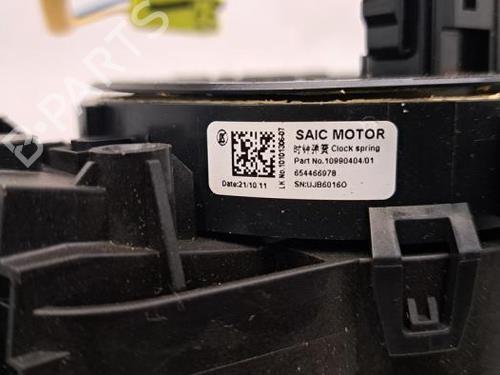 SAIC MOTOR
时钟弹簧 Clock spring
Part No.10990404/01
654466978
SN:UJB6016O
Date:21/10.11
LK No:10101306-07
B-PARTS